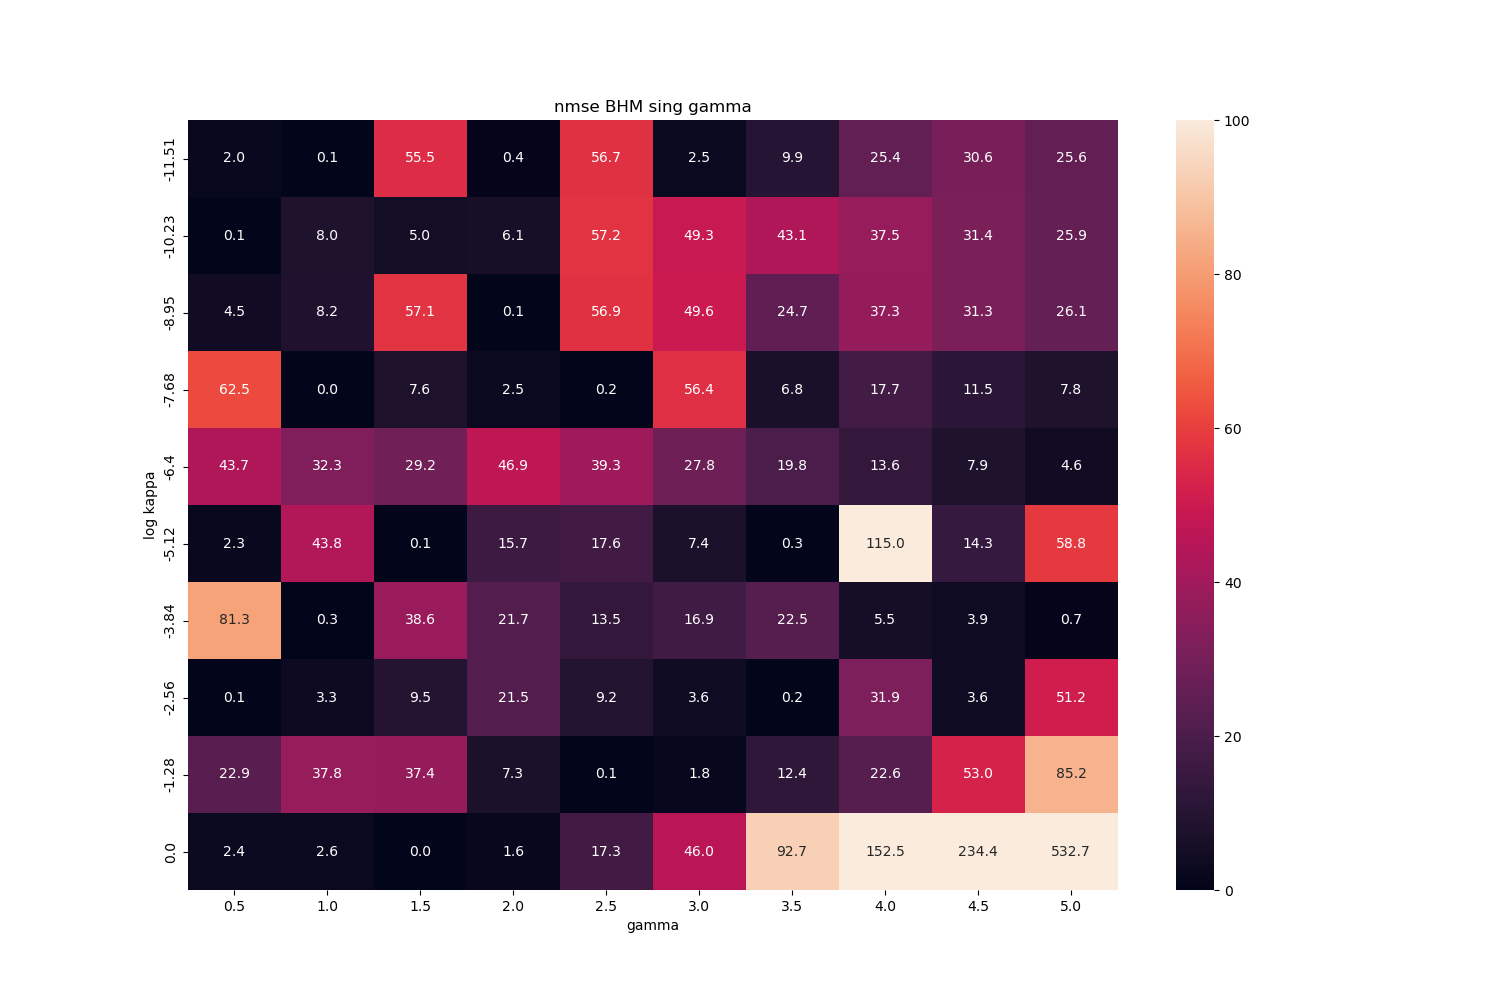 nmse BHM sing gamma
-11.51 2.0 0.1 55.5 0.4 56.7 2.5 9.9 25.4 30.6 25.6 100
-10.23 0.1 8.0 5.0 6.1 57.2 49.3 43.1 37.5 31.4 25.9
80
-8.95 4.5 8.2 57.1 0.1 56.9 49.6 24.7 37.3 31.3 26.1
-7.68 62.5 0.0 7.6 2.5 0.2 56.4 6.8 17.7 11.5 7.8
60
-6.4 43.7 32.3 29.2 46.9 39.3 27.8 19.8 13.6 7.9 4.6
log kappa
-5.12 2.3 43.8 0.1 15.7 17.6 7.4 0.3 115.0 14.3 58.8
40
-3.84 81.3 0.3 38.6 21.7 13.5 16.9 22.5 5.5 3.9 0.7
-2.56 0.1 3.3 9.5 21.5 9.2 3.6 0.2 31.9 3.6 51.2
20
-1.28 22.9 37.8 37.4 7.3 0.1 1.8 12.4 22.6 53.0 85.2
0.0 2.4 2.6 0.0 1.6 17.3 46.0 92.7 152.5 234.4 532.7
0
0.5 1.0 1.5 2.0 2.5 3.0 3.5 4.0 4.5 5.0
gamma